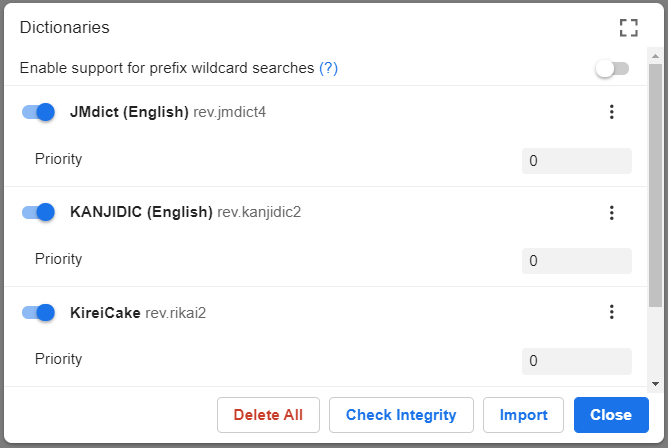 Dictionaries
Enable support for prefix wildcard searches (?)
JMdict (English) rev.jmdict4
Priority 0
KANJIDIC (English) rev.kanjidic2
Priority 0
KireiCake rev.rikai2
Priority 0
Delete All Check Integrity Import Close